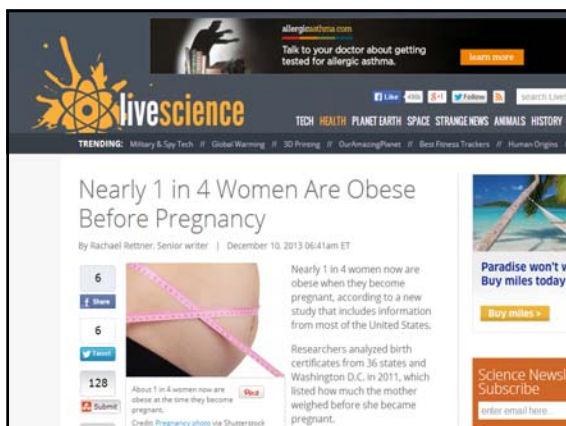 allergicasthma.com
Talk to your doctor about getting
tested for allergic asthma.
learn more
livescience
Like 498k +1 Follow
TECH HEALTH PLANET EARTH SPACE STRANGE NEWS ANIMALS HISTORY
TRENDING: Military & Spy Tech // Global Warming // 3D Printing // OurAmazingPlanet // Best Fitness Trackers // Human Origins //
Nearly 1 in 4 Women Are Obese
Before Pregnancy
By Rachael Rettner, Senior writer | December 10, 2013 06:41am ET
6
Share
6
Tweet
128
Submit
About 1 in 4 women now are
obese at the time they become
pregnant.
Credit: Pregnancy photo via Shutterstock
Pin it
Nearly 1 in 4 women now are
obese when they become
pregnant, according to a new
study that includes information
from most of the United States.
Researchers analyzed birth
certificates from 36 states and
Washington D.C. in 2011, which
listed how much the mother
weighed before she became
pregnant.
Paradise won't w
Buy miles today
Buy miles >
Science Newsl
Subscribe
enter email here...